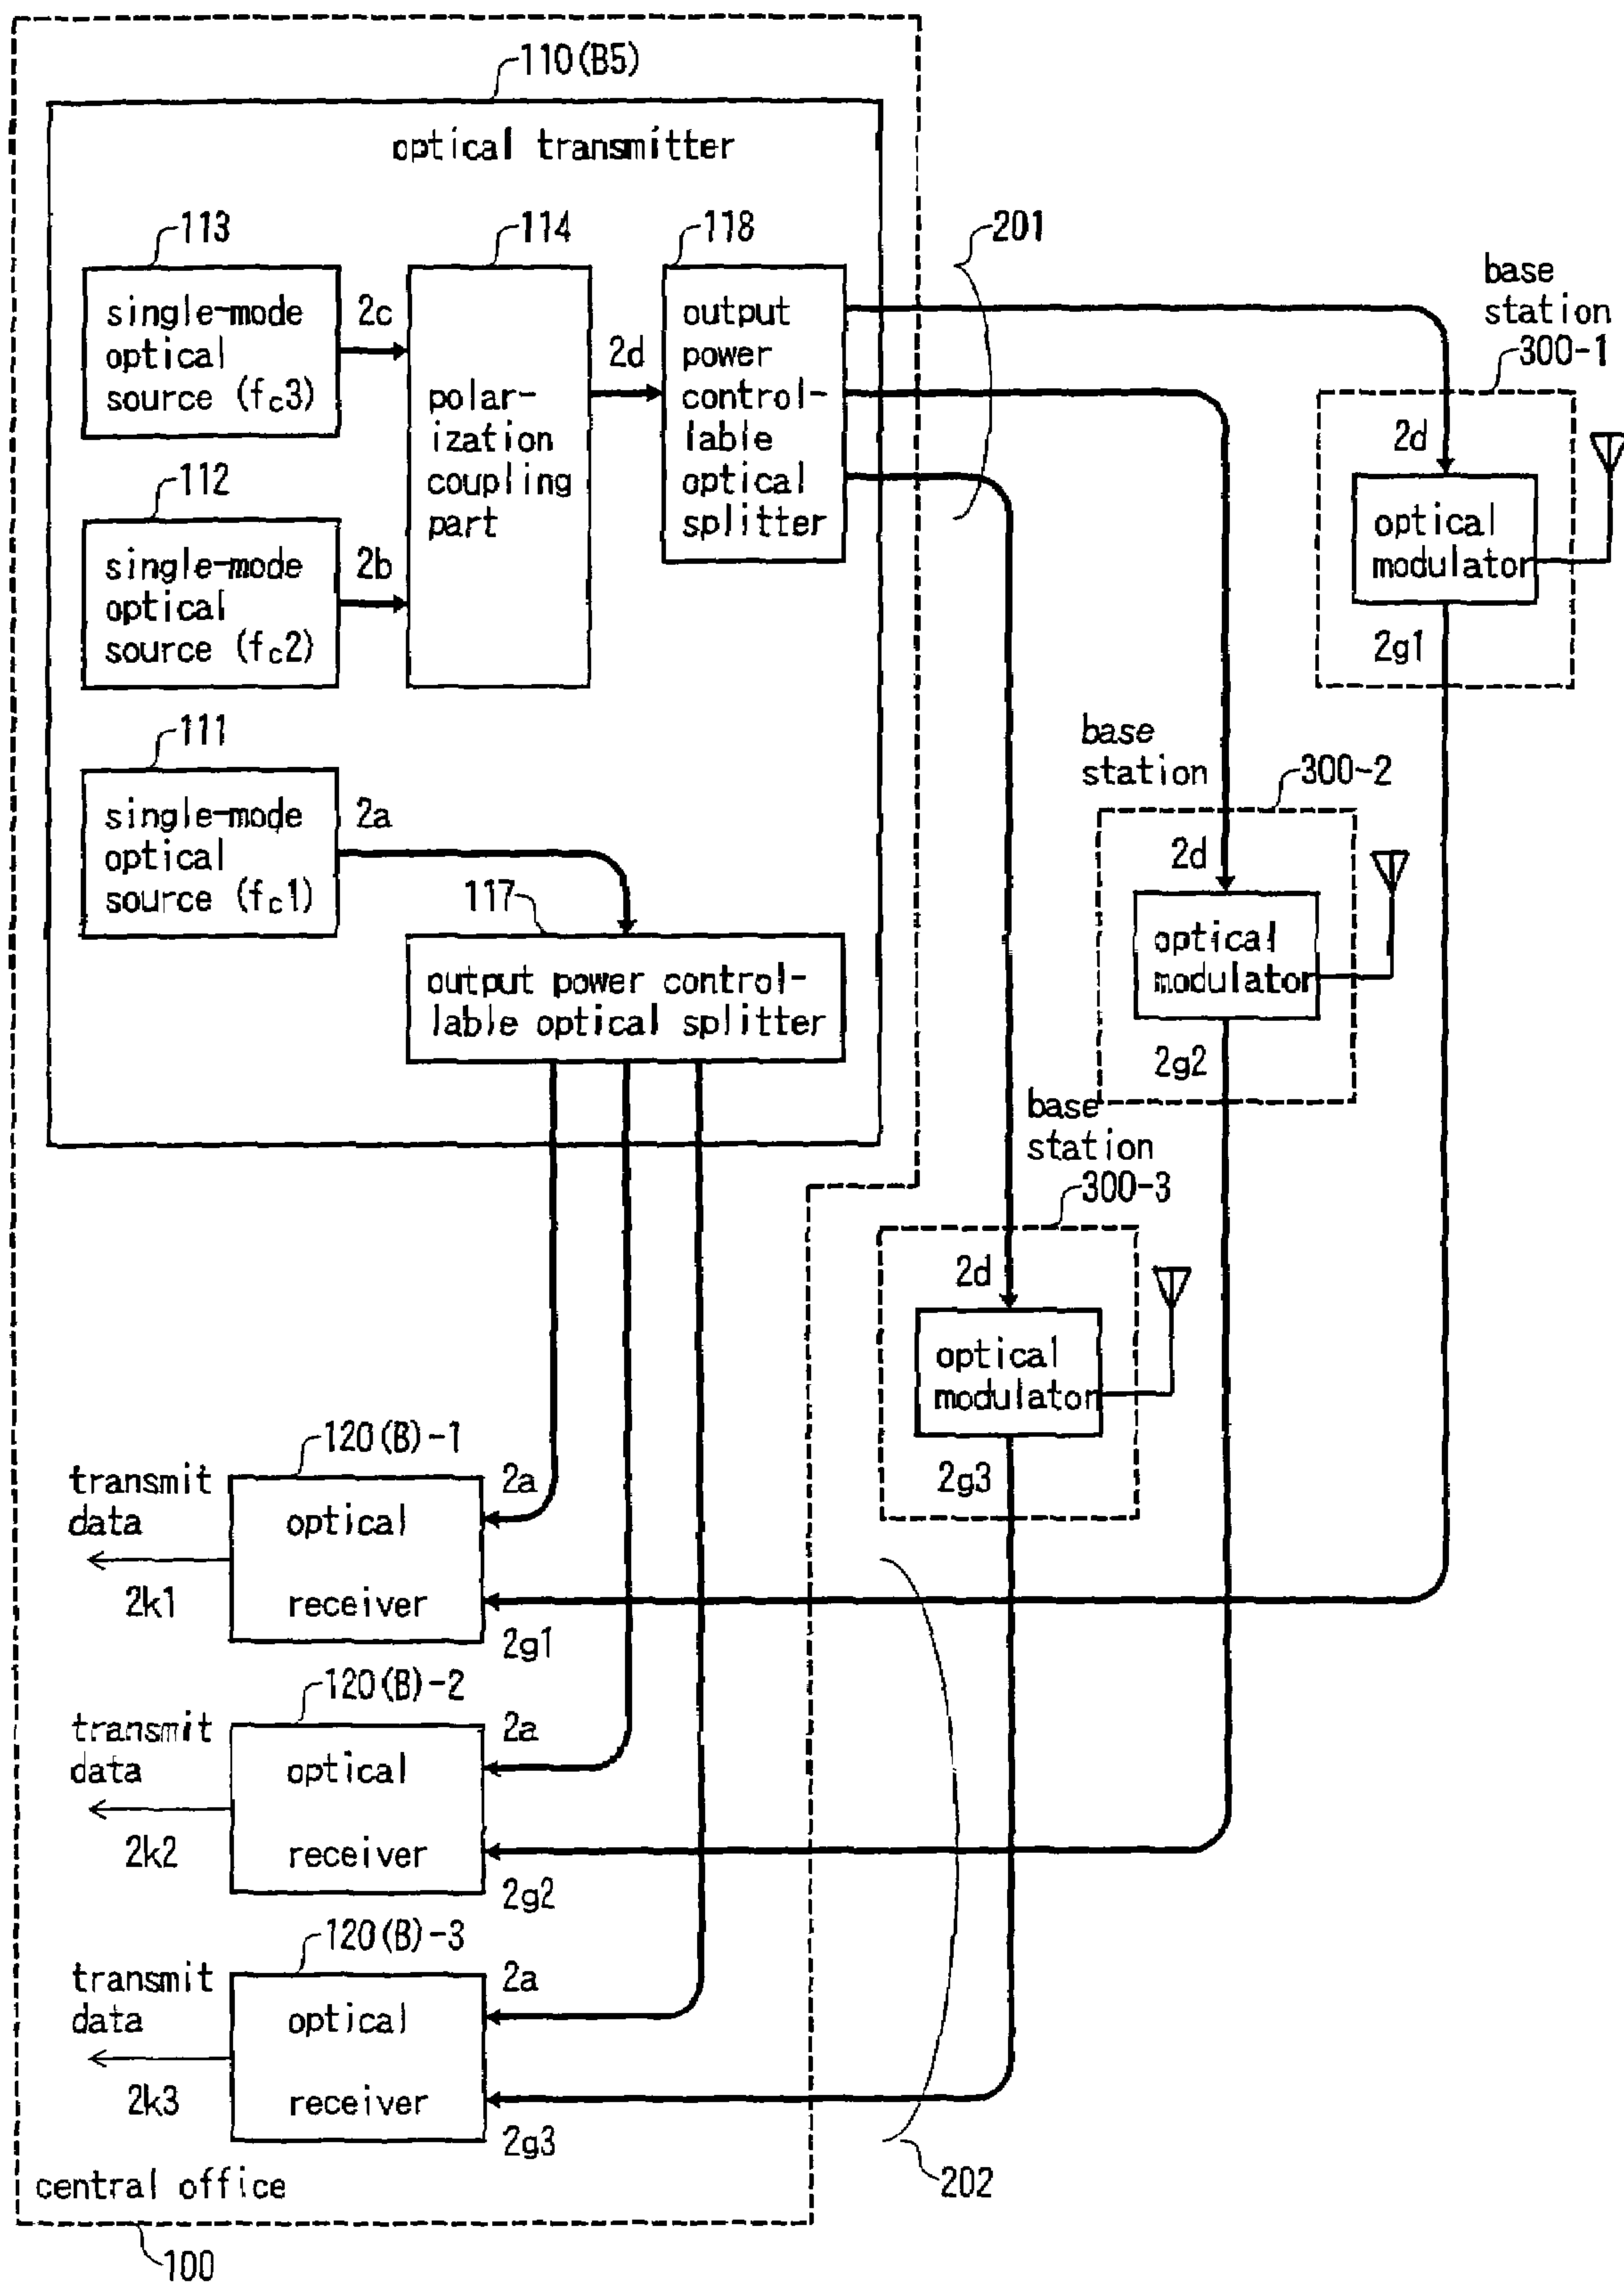 110(B5)
optical transmitter
113
114
118
201
single-mode
optical
source (fc3)
2c
polar-
ization
coupling
part
2d
output
power
control-
lable
optical
splitter
base
station
300-1
2d
optical
modulator
2g1
112
single-mode
optical
source (fc2)
2b
111
single-mode
optical
source (fc1)
2a
117
output power control-
lable optical splitter
base
station
300-2
2d
optical
modulator
2g2
base
station
300-3
2d
optical
modulator
2g3
120(B)-1
transmit
data
2k1
optical
receiver
2a
2g1
120(B)-2
transmit
data
2k2
optical
receiver
2a
2g2
120(B)-3
transmit
data
2k3
optical
receiver
2a
2g3
202
central office
100